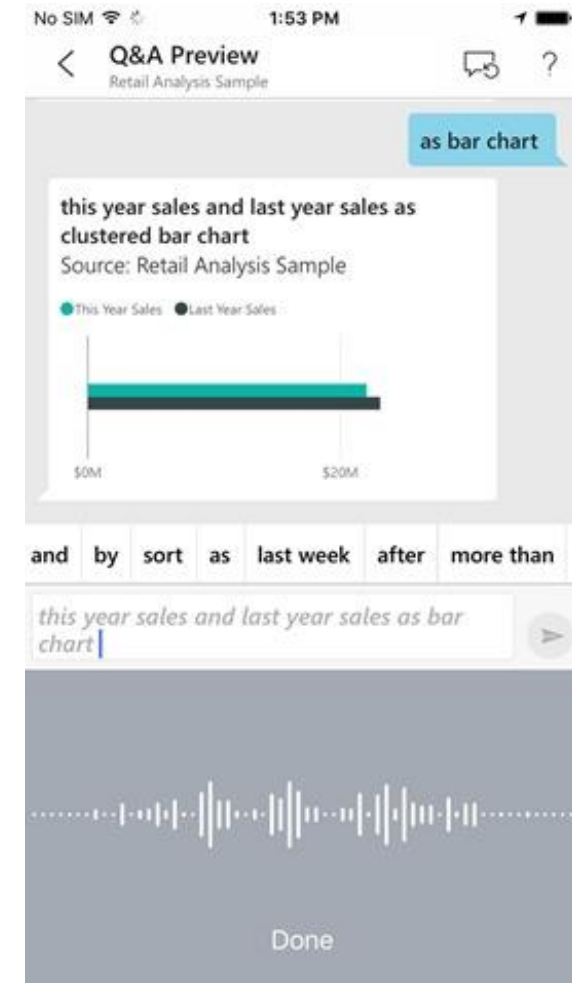 No SIM 1:53 PM
Q&A Preview
?
Retail Analysis Sample
as bar chart
this year sales and last year sales as
clustered bar chart
Source: Retail Analysis Sample
This Year Sales Last Year Sales
$0M $20M
and by sort as last week after more than
this year sales and last year sales as bar
chart
Done